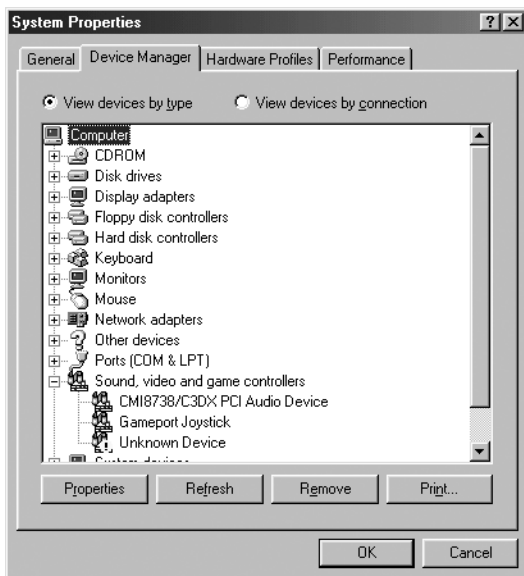 System Properties
General Device Manager Hardware Profiles Performance
View devices by type View devices by connection
Computer
CDROM
Disk drives
Display adapters
Floppy disk controllers
Hard disk controllers
Keyboard
Monitors
Mouse
Network adapters
Other devices
Ports (COM & LPT)
Sound, video and game controllers
CMI8738/C3DX PCI Audio Device
Gameport Joystick
Unknown Device
System devices
Properties Refresh Remove Print...
OK Cancel